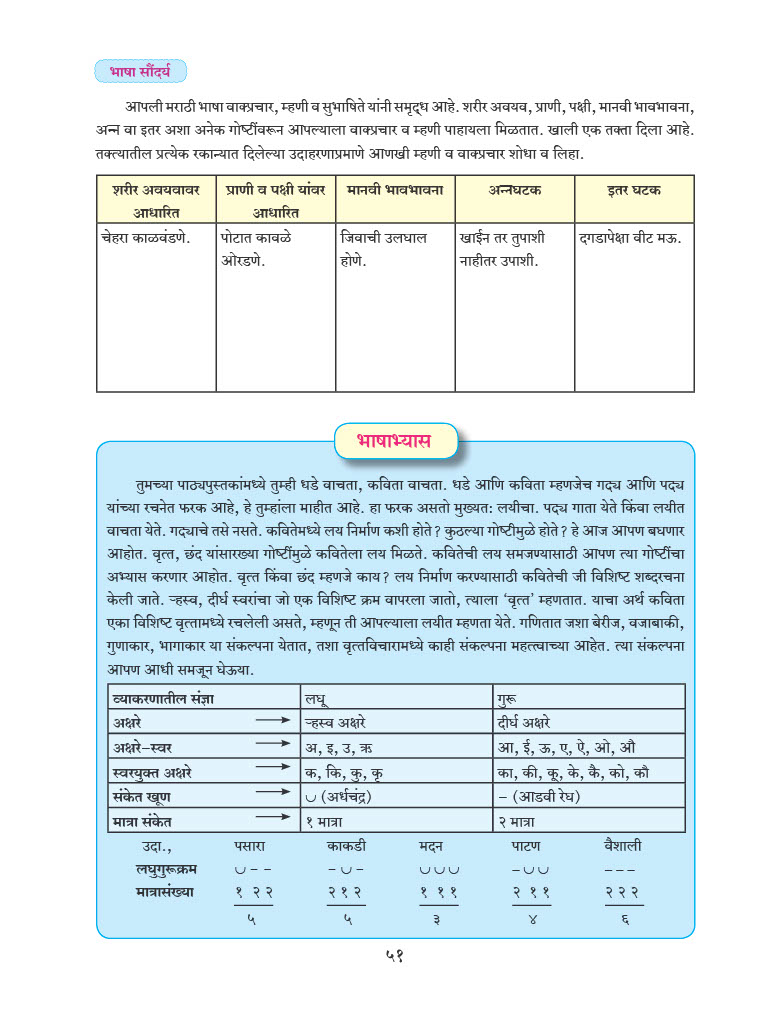 भाषा सौंदर्य
आपली मराठी भाषा वाक्प्रचार, म्हणी व सुभाषिते यांनी समृद्ध आहे. शरीर अवयव, प्राणी, पक्षी, मानवी भावभावना,
अन्न वा इतर अशा अनेक गोष्टींवरून आपल्याला वाक्प्रचार व म्हणी पाहायला मिळतात. खाली एक तक्ता दिला आहे.
तक्त्यातील प्रत्येक रकान्यात दिलेल्या उदाहरणाप्रमाणे आणखी म्हणी व वाक्प्रचार शोधा व लिहा.
शरीर अवयवावर प्राणी व पक्षी यांवर मानवी भावभावना अन्नघटक इतर घटक
आधारित आधारित
चेहरा काळवंडणे. पोटात कावळे जिवाची उलघाल खाईन तर तुपाशी दगडापेक्षा वीट मऊ.
ओरडणे. होणे. नाहीतर उपाशी.
भाषाभ्यास
तुमच्या पाठ्यपुस्तकांमध्ये तुम्ही धडे वाचता, कविता वाचता. धडे आणि कविता म्हणजेच गद्य आणि पद्य
यांच्या रचनेत फरक आहे, हे तुम्हांला माहीत आहे. हा फरक असतो मुख्यत: लयीचा. पद्य गाता येते किंवा लयीत
वाचता येते. गद्याचे तसे नसते. कवितेमध्ये लय निर्माण कशी होते? कुठल्या गोष्टीमुळे होते? हे आज आपण बघणार
आहोत. वृत्त, छंद यांसारख्या गोष्टींमुळे कवितेला लय मिळते. कवितेची लय समजण्यासाठी आपण त्या गोष्टींचा
अभ्यास करणार आहोत. वृत्त किंवा छंद म्हणजे काय? लय निर्माण करण्यासाठी कवितेची जी विशिष्ट शब्दरचना
केली जाते. ऱ्हस्व, दीर्घ स्वरांचा जो एक विशिष्ट क्रम वापरला जातो, त्याला ‘वृत्त’ म्हणतात. याचा अर्थ कविता
एका विशिष्ट वृत्तामध्ये रचलेली असते, म्हणून ती आपल्याला लयीत म्हणता येते. गणितात जशा बेरीज, वजाबाकी,
गुणाकार, भागाकार या संकल्पना येतात, तशा वृत्तविचारामध्ये काही संकल्पना महत्त्वाच्या आहेत. त्या संकल्पना
आपण आधी समजून घेऊया.
व्याकरणातील संज्ञा लघू गुरू
अक्षरे ⟶ ऱ्हस्व अक्षरे दीर्घ अक्षरे
अक्षरे–स्वर ⟶ अ, इ, उ, ऋ आ, ई, ऊ, ए, ऐ, ओ, औ
स्वरयुक्त अक्षरे ⟶ क, कि, कु, कृ का, की, कू, के, कै, को, कौ
संकेत खूण ⟶ ∪ (अर्धचंद्र) – (आडवी रेघ)
मात्रा संकेत ⟶ १ मात्रा २ मात्रा
उदा., पसारा काकडी मदन पाटण वैशाली
लघुगुरूक्रम ∪ – – – ∪ – ∪ ∪ ∪ – ∪ ∪ – – –
मात्रासंख्या १ २ २ २ १ २ १ १ १ २ १ १ २ २ २
५ ५ ३ ४ ६
५१